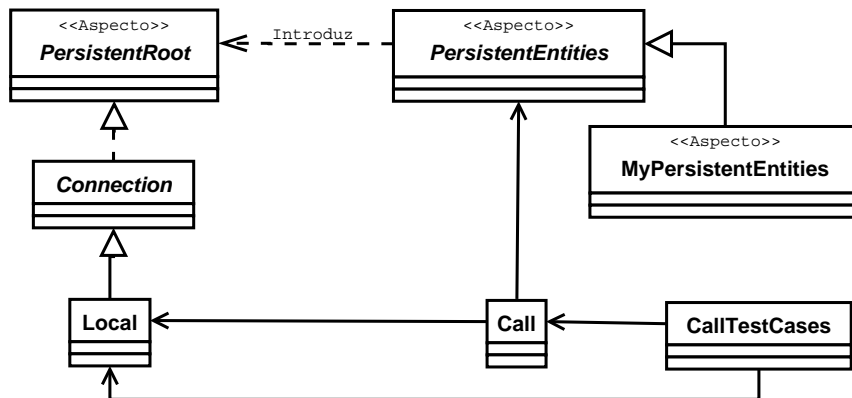 <<Aspecto>>
PersistentRoot
Introduz
<<Aspecto>>
PersistentEntities
<<Aspecto>>
MyPersistentEntities
Connection
Local
Call
CallTestCases